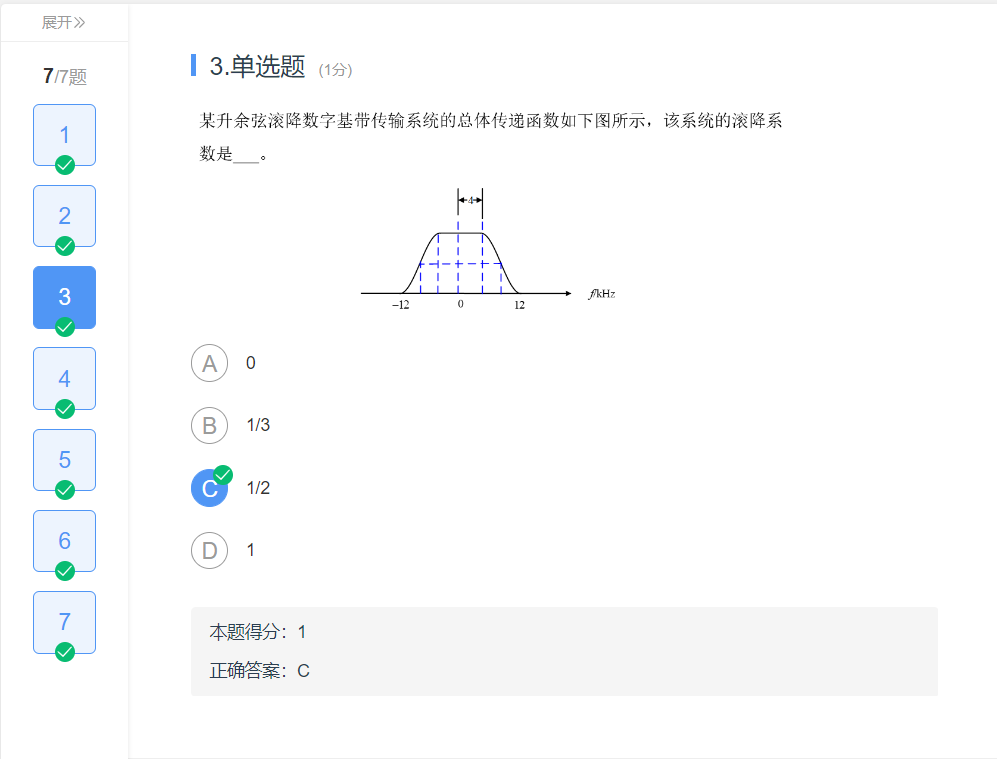 展开>>
7/7题
1
2
3
4
5
6
7
3.单选题 (1分)
某升余弦滚降数字基带传输系统的总体传递函数如下图所示，该系统的滚降系
数是___。
4
f/kHz
−12 0 12
A 0
B 1/3
C 1/2
D 1
本题得分：1
正确答案：C